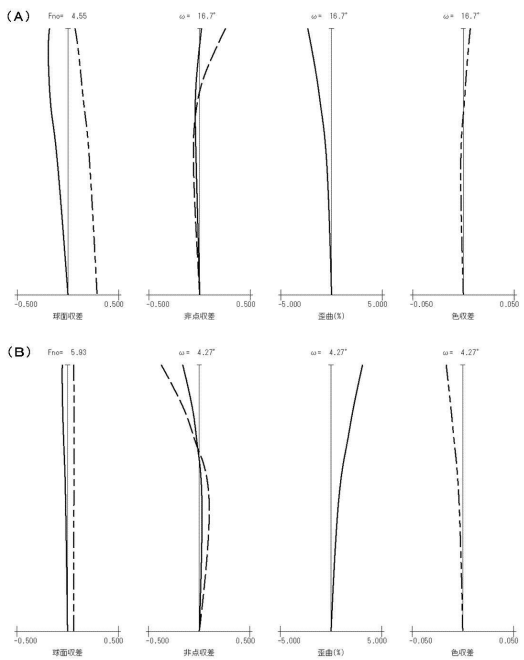 (A)
Fno= 4.55
ω= 16.7°
ω= 16.7°
ω= 16.7°
-0.500 0.500
球面収差
-0.500 0.500
非点収差
-5.000 5.000
歪曲(%)
-0.050 0.050
色収差
(B)
Fno= 5.93
ω= 4.27°
ω= 4.27°
ω= 4.27°
-0.500 0.500
球面収差
-0.500 0.500
非点収差
-5.000 5.000
歪曲(%)
-0.050 0.050
色収差